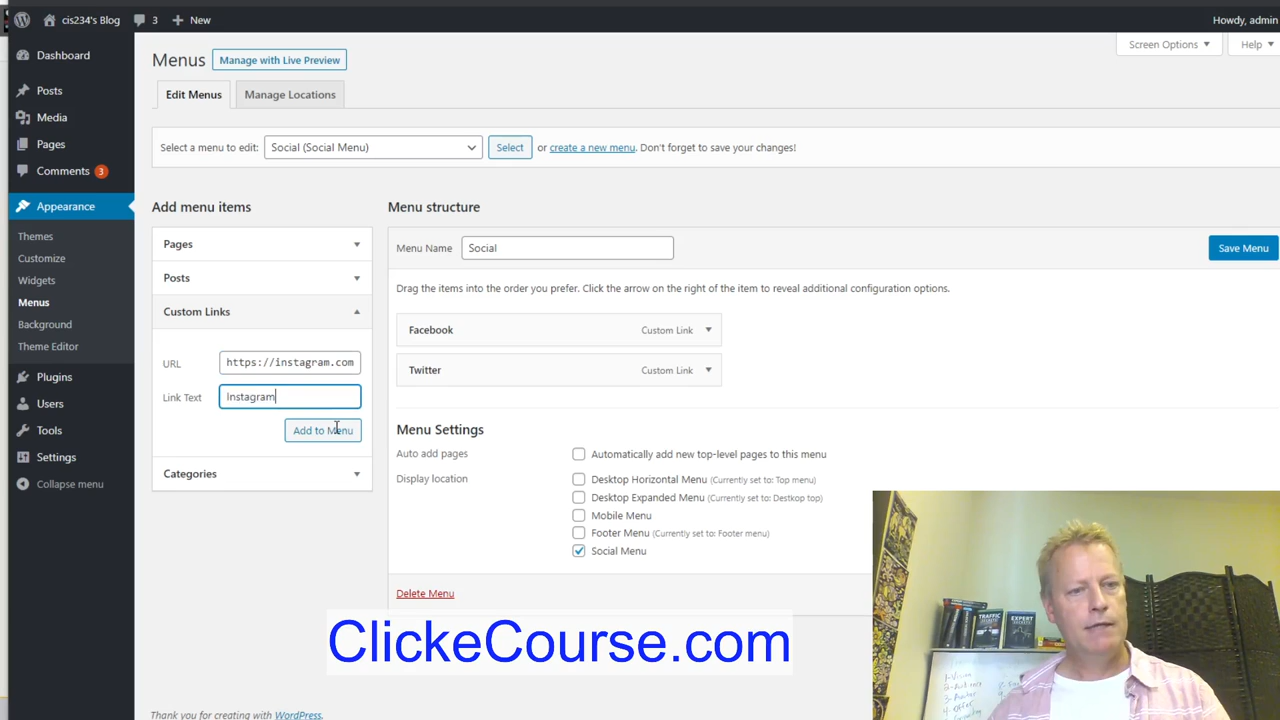 cis234's Blog 3 New Howdy, admin
Screen Options Help
Dashboard
Posts
Media
Pages
Comments 3
Appearance
Themes
Customize
Widgets
Menus
Background
Theme Editor
Plugins
Users
Tools
Settings
Collapse menu
Menus Manage with Live Preview
Edit Menus Manage Locations
Select a menu to edit: Social (Social Menu) Select or create a new menu. Don't forget to save your changes!
Add menu items
Pages
Posts
Custom Links
URL https://instagram.com
Link Text Instagram
Add to Menu
Categories
Menu structure
Menu Name Social Save Menu
Drag the items into the order you prefer. Click the arrow on the right of the item to reveal additional configuration options.
Facebook Custom Link
Twitter Custom Link
Menu Settings
Auto add pages Automatically add new top-level pages to this menu
Display location Desktop Horizontal Menu (Currently set to: Top menu)
Desktop Expanded Menu (Currently set to: Destkop top)
Mobile Menu
Footer Menu (Currently set to: Footer menu)
Social Menu
Delete Menu
ClickeCourse.com
TRAFFIC
SECRETS
EXPERT
SECRETS
1-Vision
Thank you for creating with WordPress.